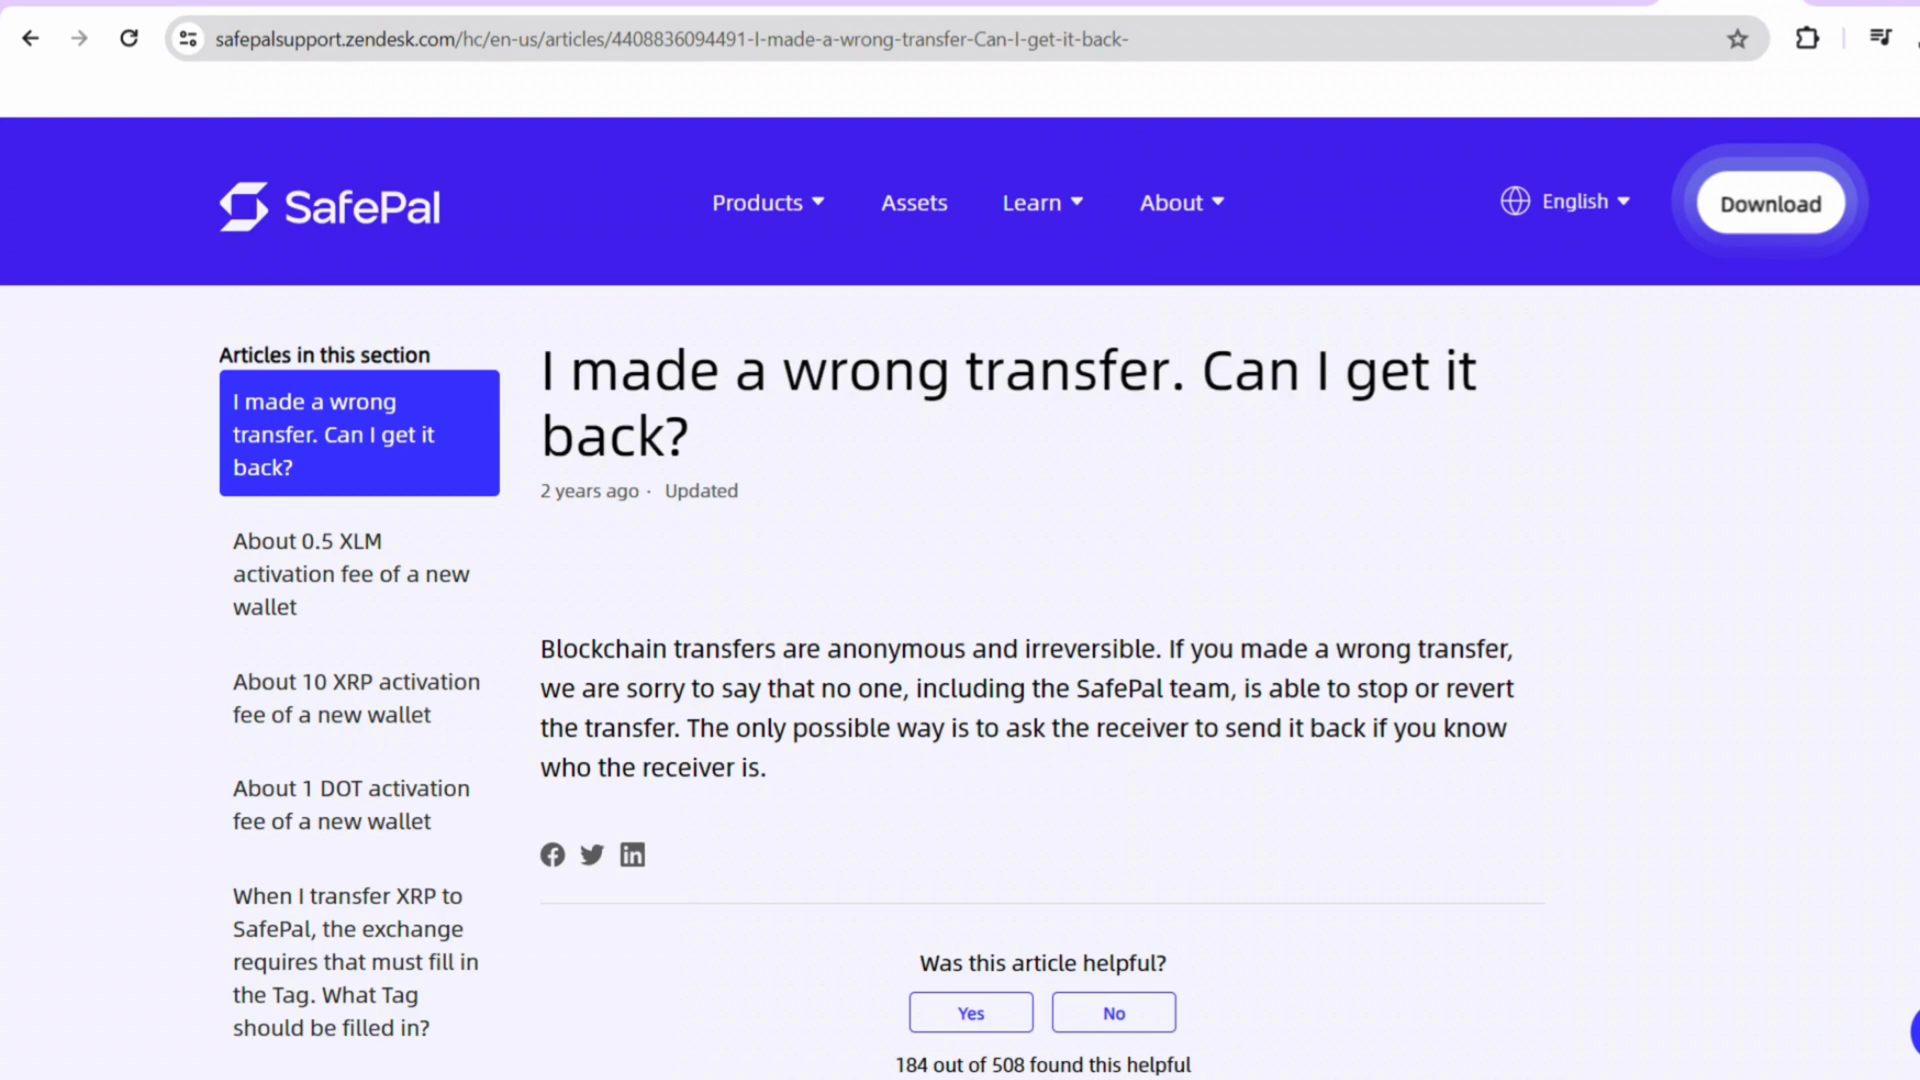 safepalsupport.zendesk.com/hc/en-us/articles/4408836094491-I-made-a-wrong-transfer-Can-I-get-it-back-
SafePal
Products
Assets
Learn
About
English
Download
Articles in this section
I made a wrong
transfer. Can I get it
back?
About 0.5 XLM
activation fee of a new
wallet
About 10 XRP activation
fee of a new wallet
About 1 DOT activation
fee of a new wallet
When I transfer XRP to
SafePal, the exchange
requires that must fill in
the Tag. What Tag
should be filled in?
I made a wrong transfer. Can I get it
back?
2 years ago · Updated
Blockchain transfers are anonymous and irreversible. If you made a wrong transfer,
we are sorry to say that no one, including the SafePal team, is able to stop or revert
the transfer. The only possible way is to ask the receiver to send it back if you know
who the receiver is.
Was this article helpful?
Yes
No
184 out of 508 found this helpful